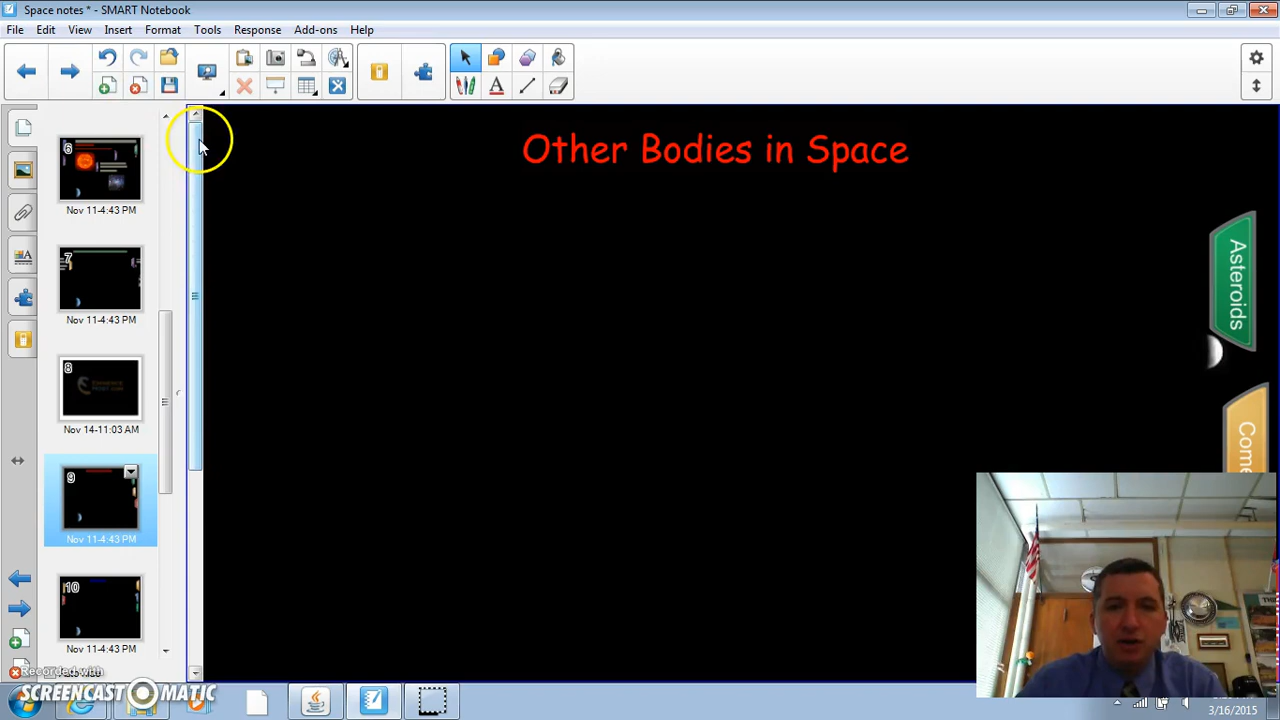 Space notes * - SMART Notebook
File Edit View Insert Format Tools Response Add-ons Help
Other Bodies in Space
6
Nov 11-4:43 PM
7
Nov 11-4:43 PM
8
Nov 14-11:03 AM
9
Nov 11-4:43 PM
10
Nov 11-4:43 PM
Asteroids
Come
Recorded with
SCREENCAST MATIC
3/16/2015